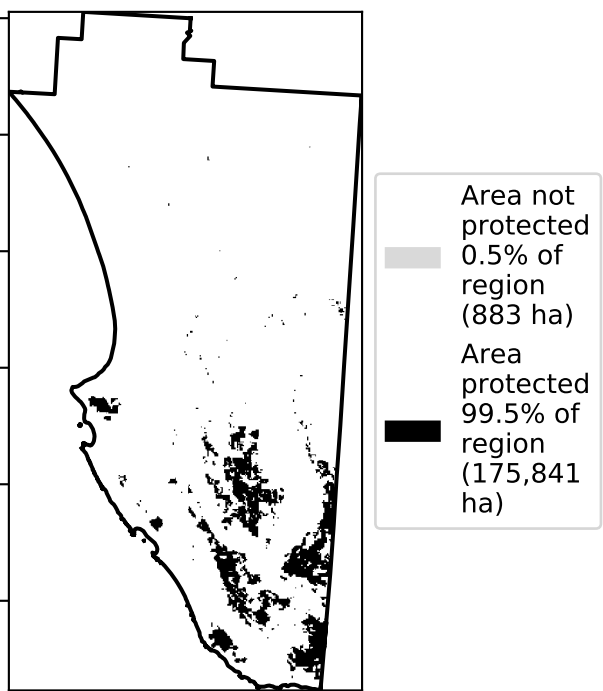 Area not
protected
0.5% of
region
(883 ha)
Area
protected
99.5% of
region
(175,841
ha)